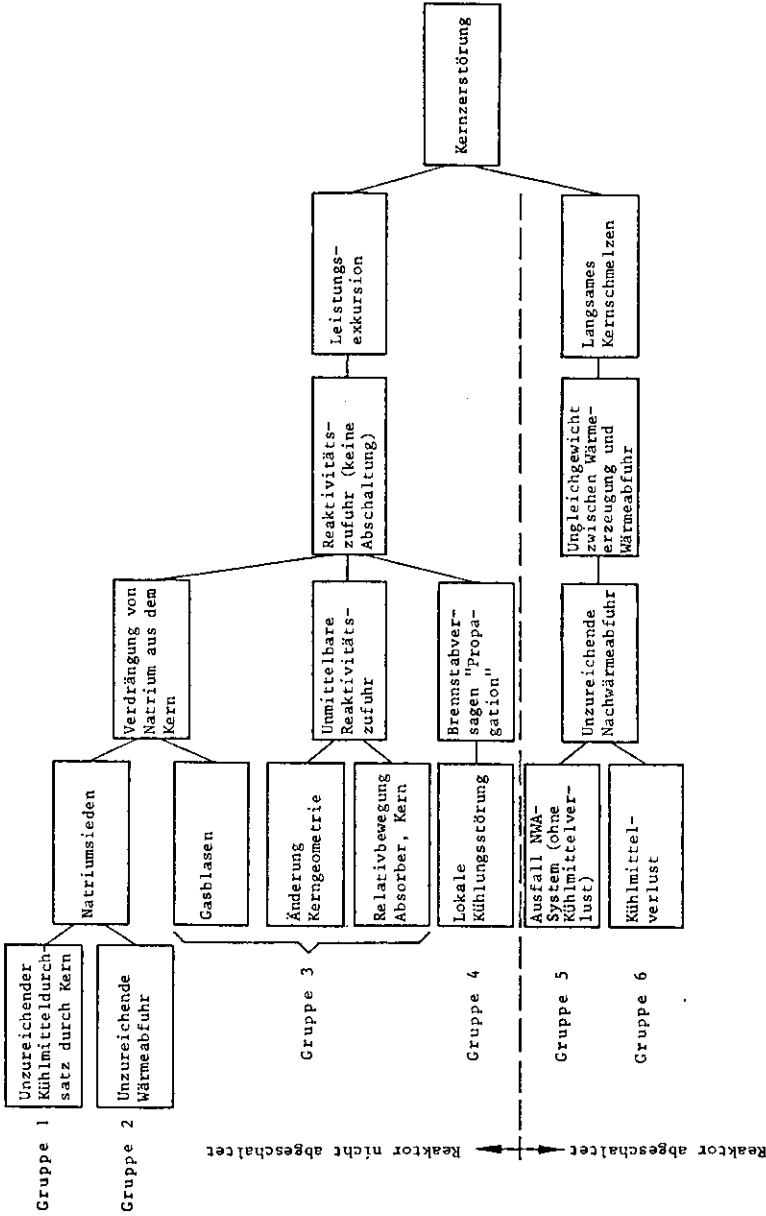 Gruppe 1
Unzureichender
Kühlmitteldurch
satz durch Kern
Gruppe 2
Unzureichende
Wärmeabfuhr
Natriumsieden
Gasblasen
Verdrängung von
Natrium aus dem
Kern
Gruppe 3
Änderung
Kerngeometrie
Relativbewegung
Absorber, Kern
Unmittelbare
Reaktivitäts-
zufuhr
Gruppe 4
Lokale
Kühlungsstörung
Brennstabver-
sagen "Propa-
gation"
Reaktivitäts-
zufuhr (keine
Abschaltung)
Leistungs-
exkursion
Kernzerstörung
Gruppe 5
Ausfall NWA-
System (ohne
Kühlmittelver-
lust)
Gruppe 6
Kühlmittel-
verlust
Unzureichende
Nachwärmeabfuhr
Ungleichgewicht
zwischen Wärme-
erzeugung und
Wärmeabfuhr
Langsames
Kernschmelzen
Reaktor nicht abgeschaltet
Reaktor abgeschaltet